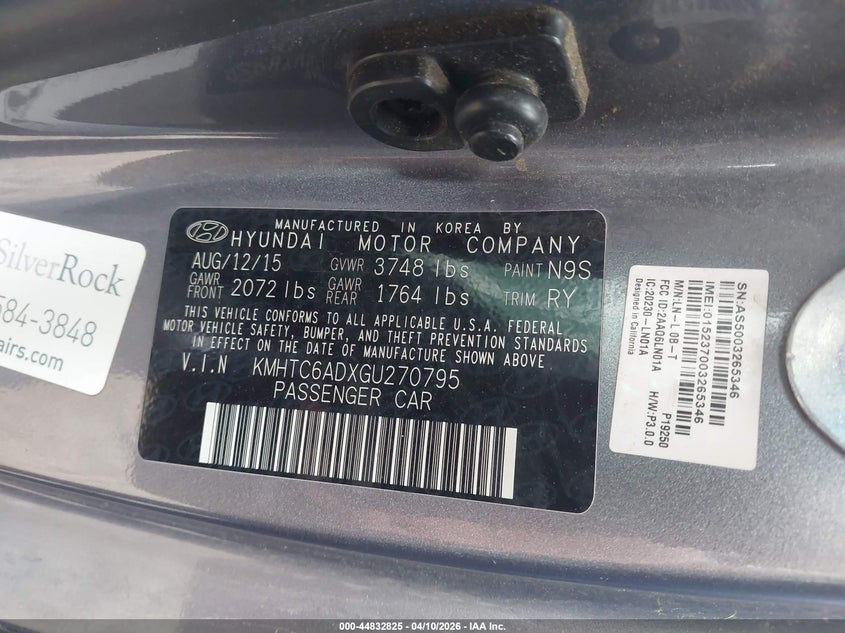 SilverRock
584-3848
airs.com
MANUFACTURED IN KOREA BY
HYUNDAI MOTOR COMPANY
AUG/12/15 GVWR 3748 lbs PAINT N9S
GAWR FRONT 2072 lbs GAWR REAR 1764 lbs TRIM RY
THIS VEHICLE CONFORMS TO ALL APPLICABLE U.S.A. FEDERAL
MOTOR VEHICLE SAFETY, BUMPER, AND THEFT PREVENTION STANDARDS
IN EFFECT ON THE DATE OF MANUFACTURE SHOWN ABOVE
V.I.N KMHTC6ADXGU270795
PASSENGER CAR
SN:AS5003265346
IMEI:015237003265346
M/N:LN-L OB-T P19250
FCC ID:2AAO6LN01A
IC:20230-LN01A H/W:P3.0.0
Designed in California
000-44832825 - 04/10/2026 - IAA Inc.